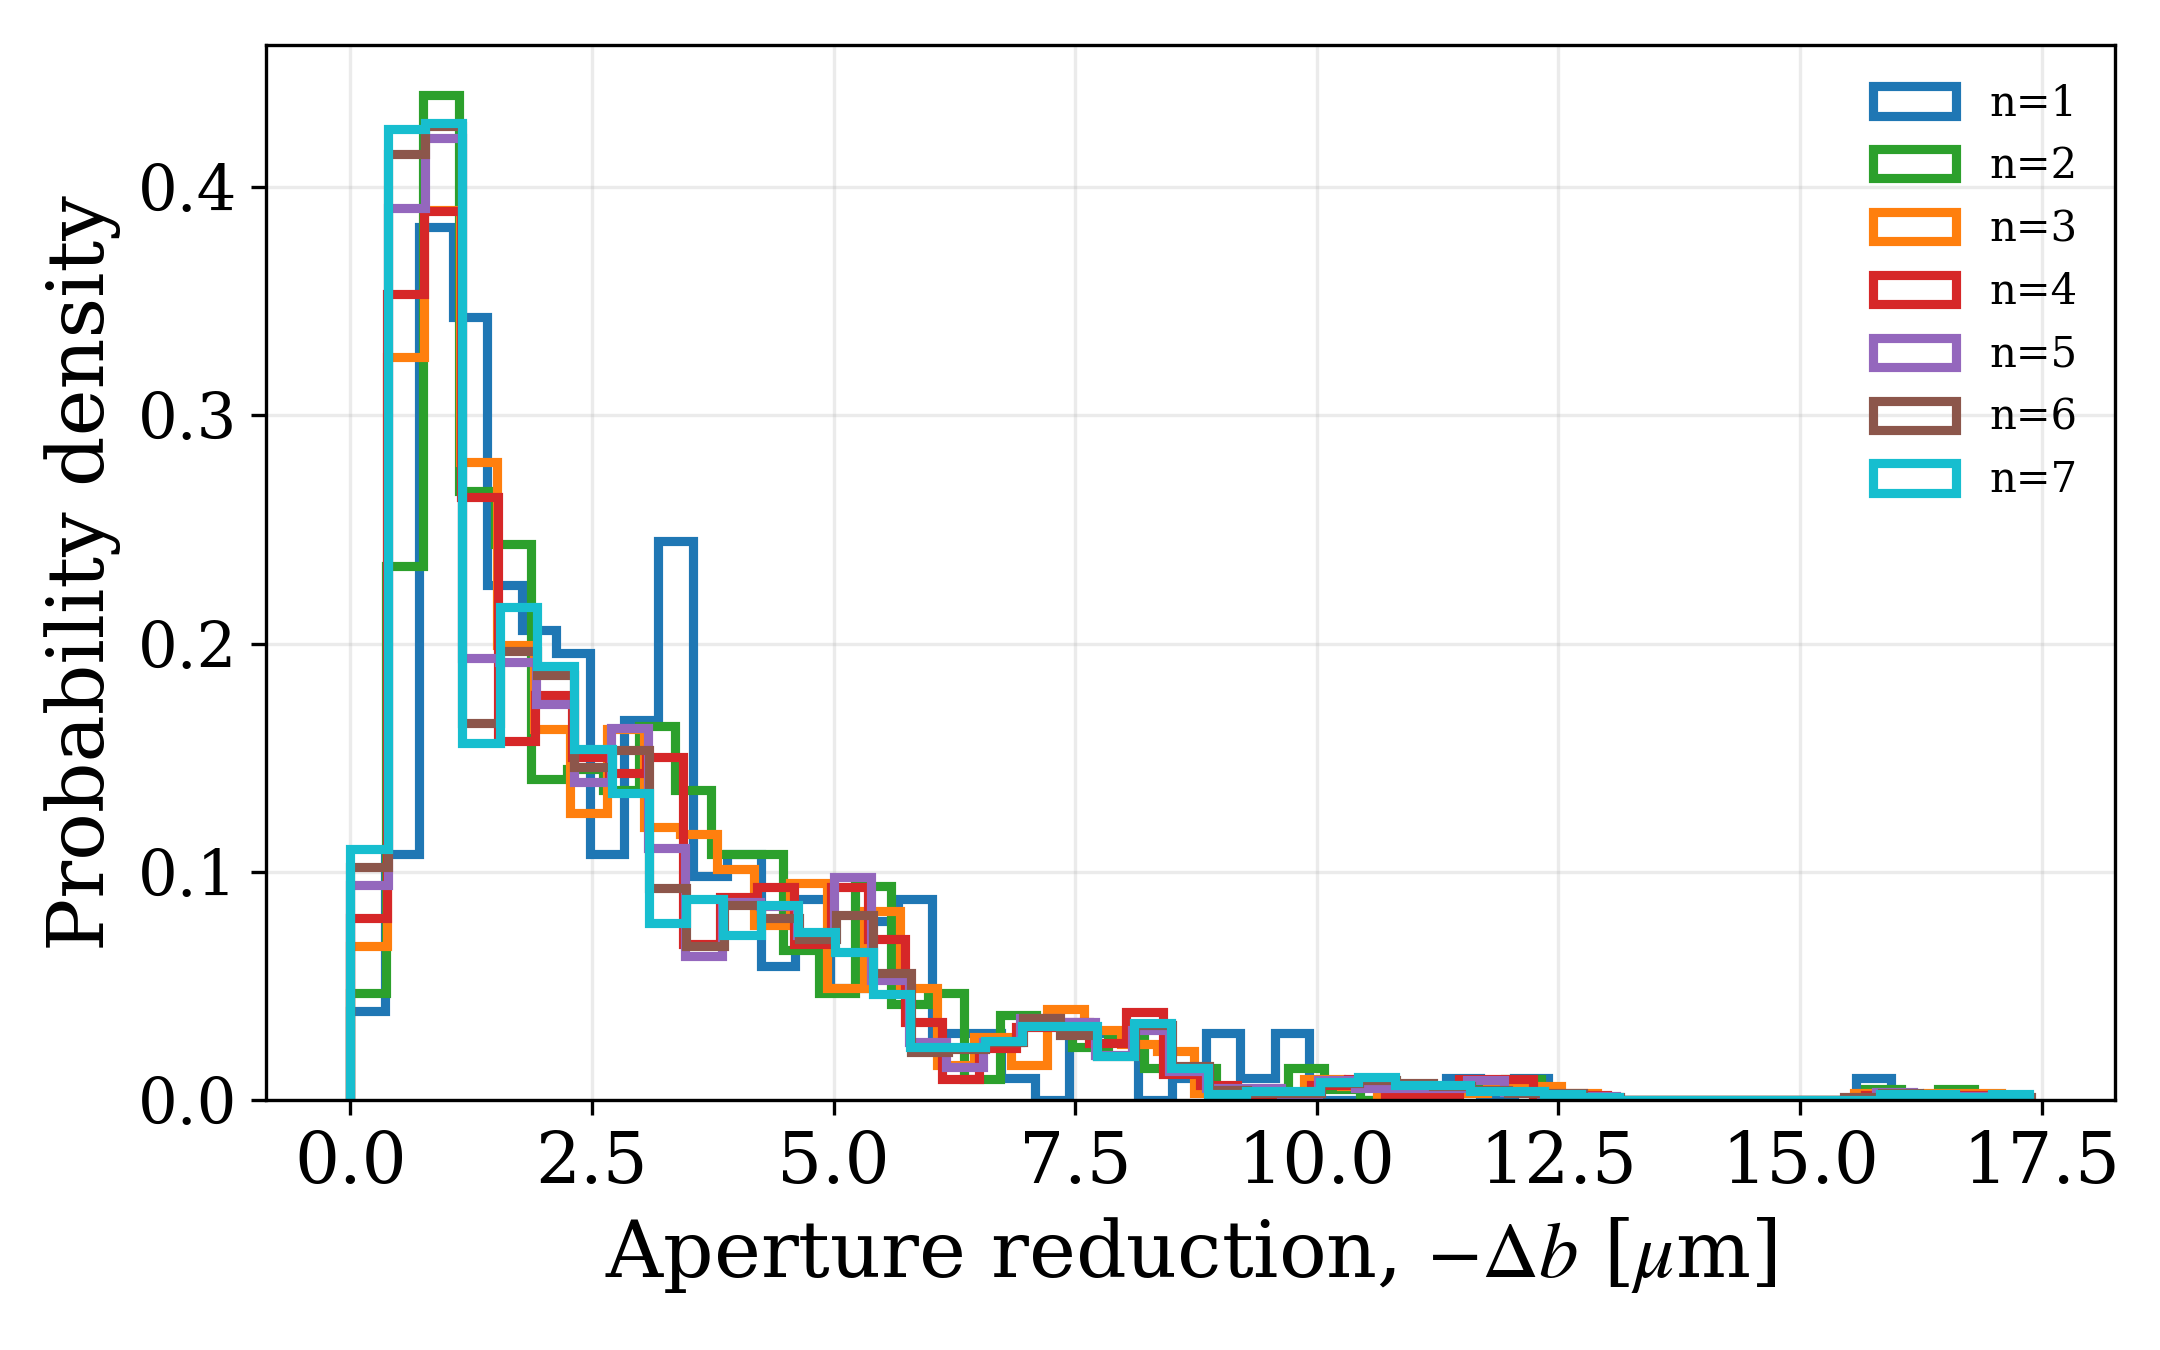 n=1
n=2
n=3
n=4
n=5
n=6
n=7
Probability density
0.4
0.3
0.2
0.1
0.0
0.0 2.5 5.0 7.5 10.0 12.5 15.0 17.5
Aperture reduction, −Δb [μm]